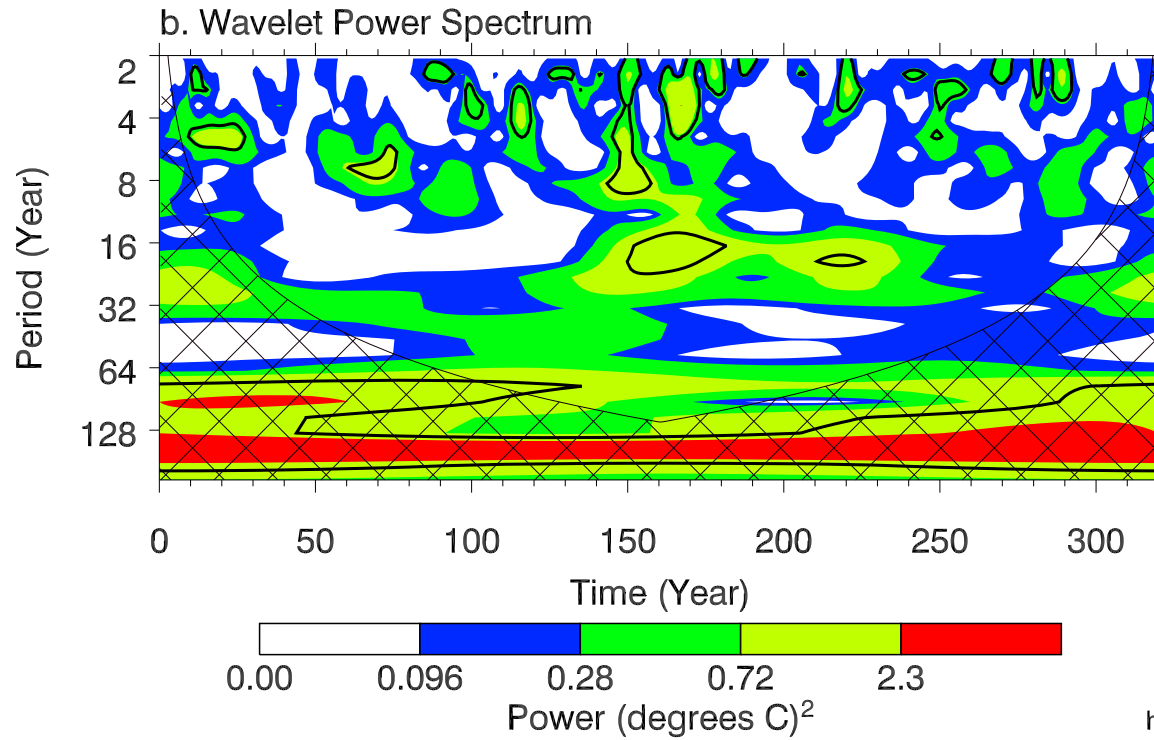 b. Wavelet Power Spectrum
2
4
8
16
32
64
128
Period (Year)
0 50 100 150 200 250 300
Time (Year)
0.00 0.096 0.28 0.72 2.3
Power (degrees C)²